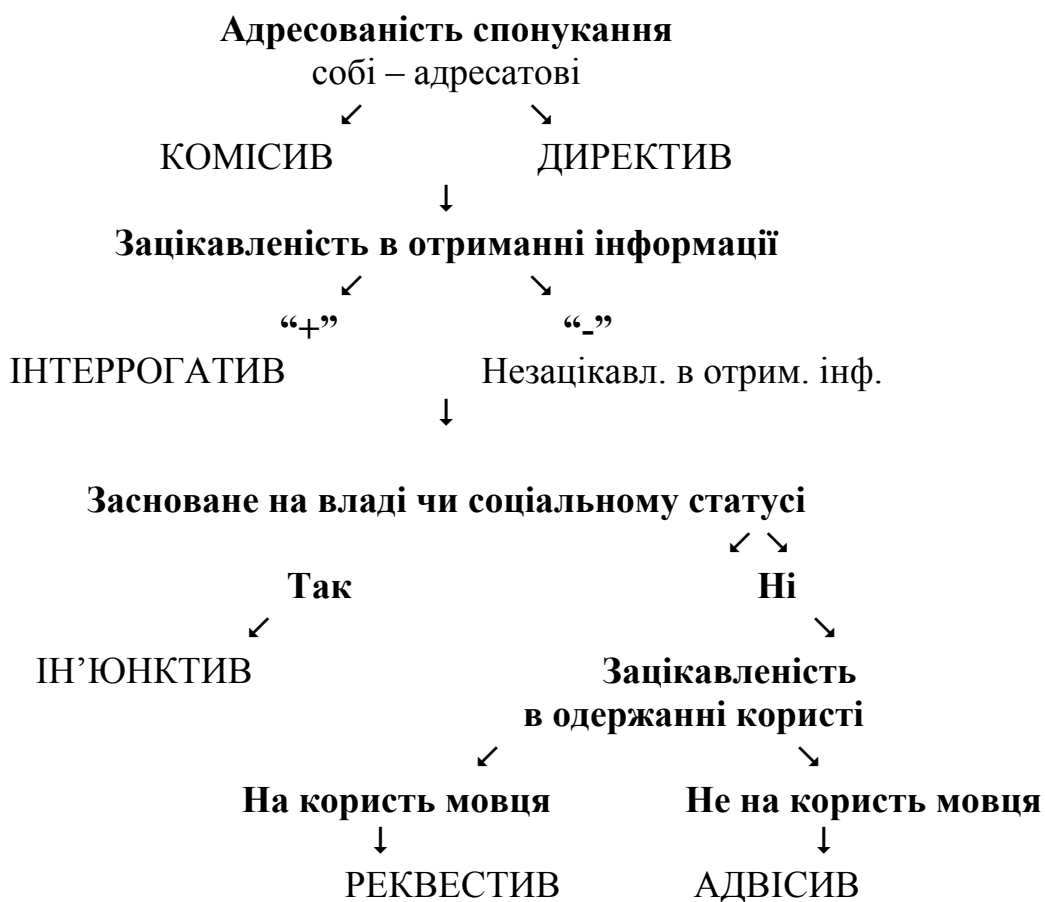 Адресованість спонукання
собі – адресатові
↙ ↘
КОМІСИВ ДИРЕКТИВ
↓
Зацікавленість в отриманні інформації
↙ ↘
“+” “-”
ІНТЕРРОГАТИВ Незацікавл. в отрим. інф.
↓
Засноване на владі чи соціальному статусі
↙ ↘
Так Ні
↙ ↘
ІН’ЮНКТИВ Зацікавленість
в одержанні користі
↙ ↘
На користь мовця Не на користь мовця
↓ ↓
РЕКВЕСТИВ АДВІСИВ